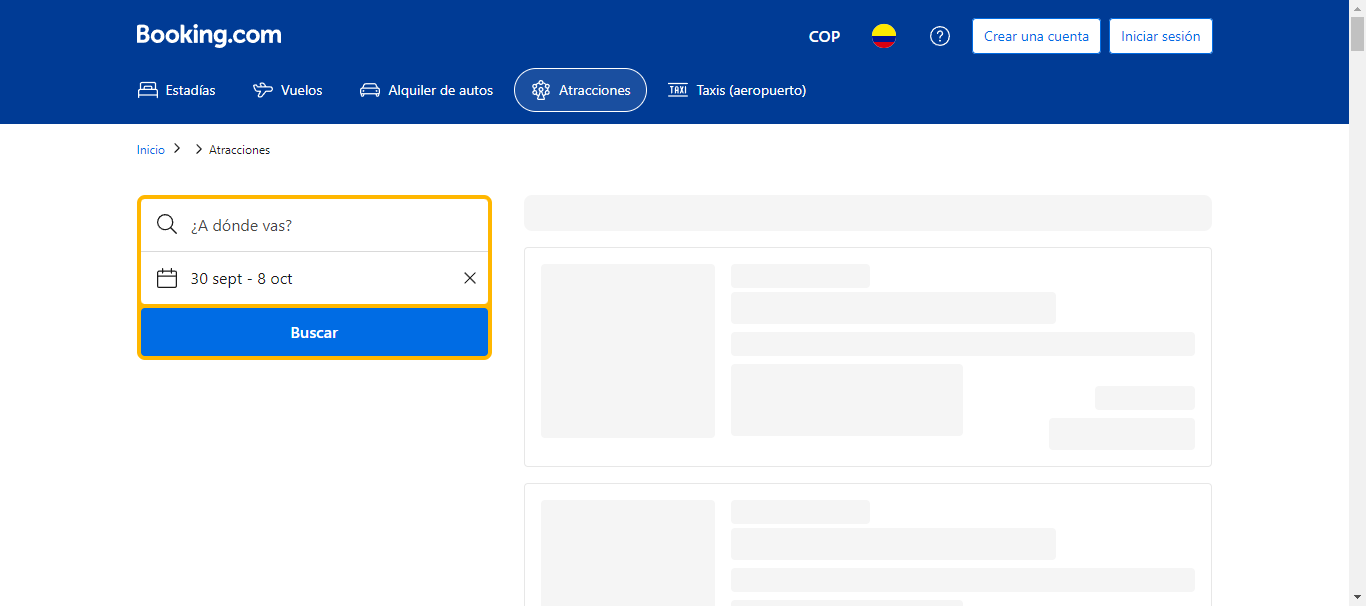 Booking.com
COP
Crear una cuenta
Iniciar sesión
Estadías
Vuelos
Alquiler de autos
Atracciones
TAXI
Taxis (aeropuerto)
Inicio
Atracciones
¿A dónde vas?
30 sept - 8 oct
Buscar